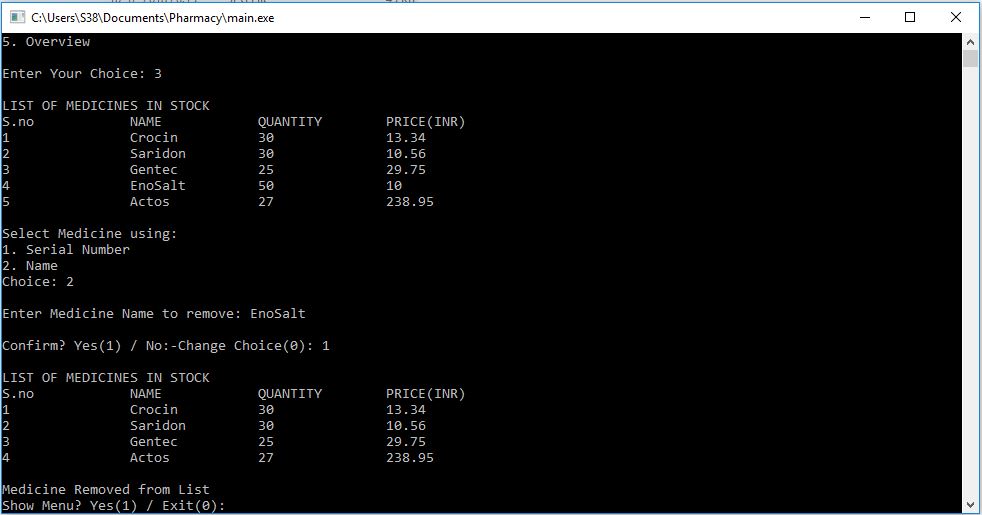 C:\Users\S38\Documents\Pharmacy\main.exe
5. Overview
Enter Your Choice: 3
LIST OF MEDICINES IN STOCK
S.no NAME QUANTITY PRICE(INR)
1 Crocin 30 13.34
2 Saridon 30 10.56
3 Gentec 25 29.75
4 EnoSalt 50 10
5 Actos 27 238.95
Select Medicine using:
1. Serial Number
2. Name
Choice: 2
Enter Medicine Name to remove: EnoSalt
Confirm? Yes(1) / No:-Change Choice(0): 1
LIST OF MEDICINES IN STOCK
S.no NAME QUANTITY PRICE(INR)
1 Crocin 30 13.34
2 Saridon 30 10.56
3 Gentec 25 29.75
4 Actos 27 238.95
Medicine Removed from List
Show Menu? Yes(1) / Exit(0):